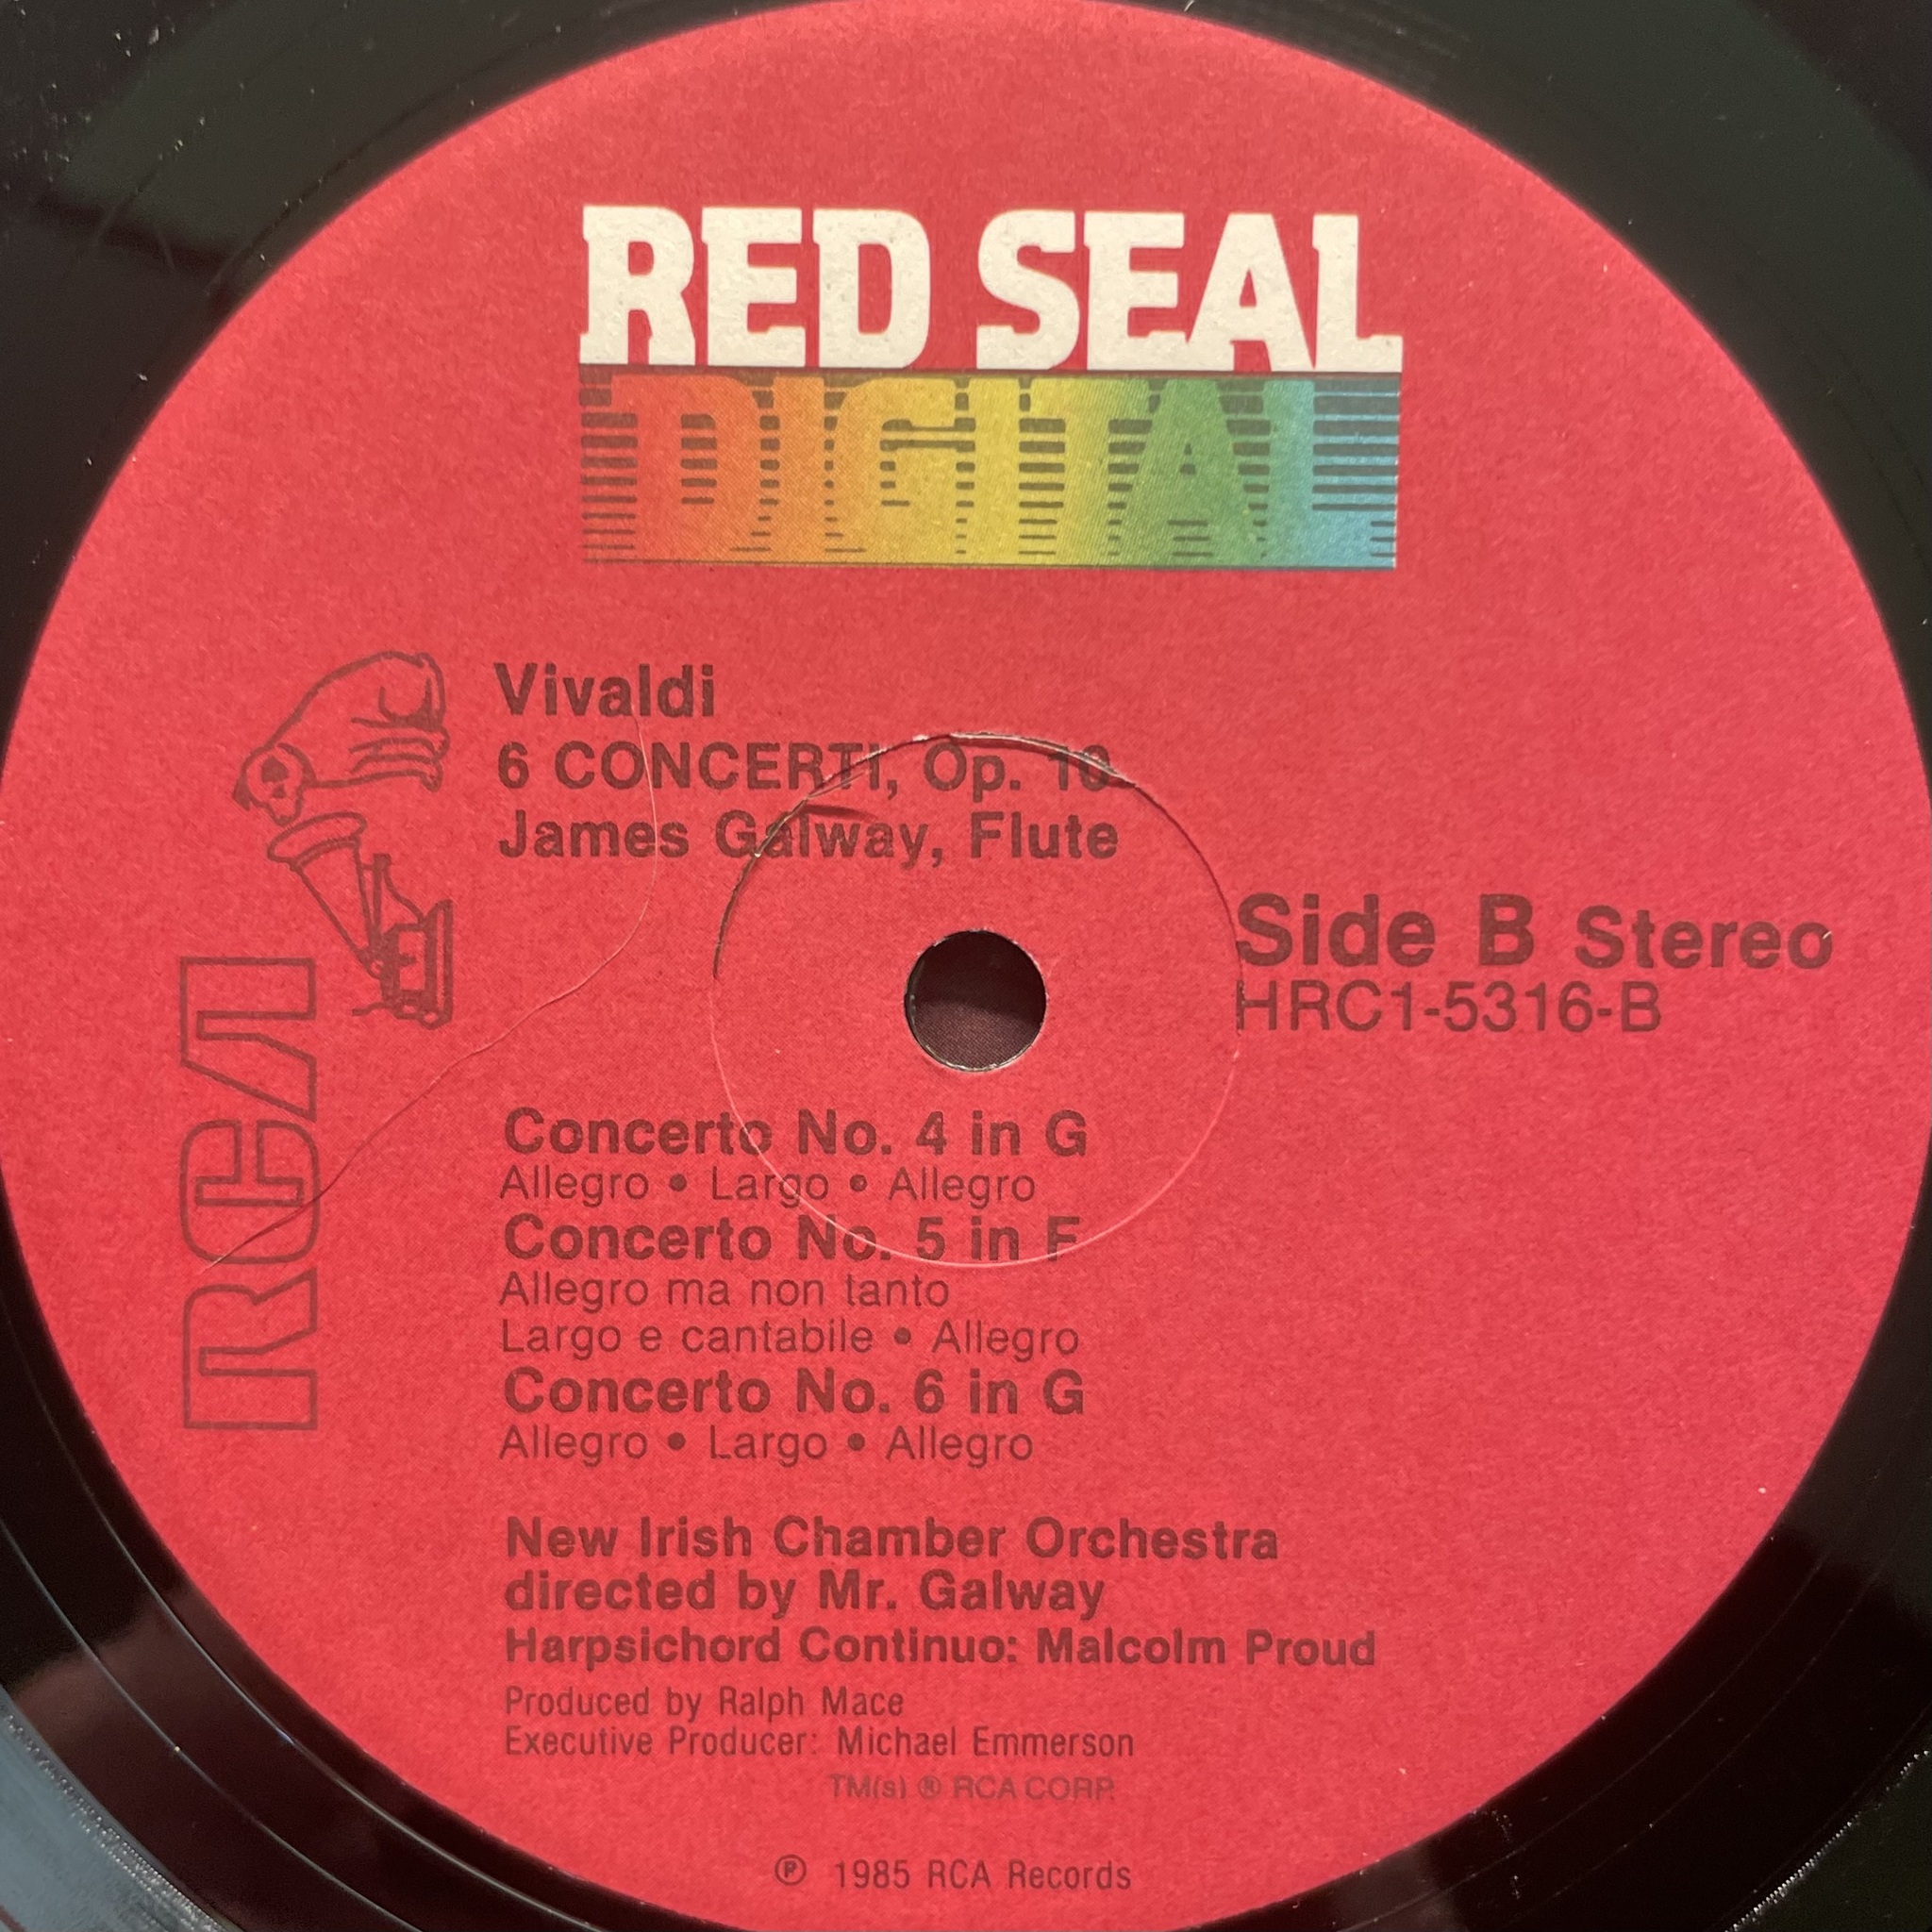 RED SEAL
DIGITAL
Vivaldi
6 CONCERTI, Op. 10
James Galway, Flute
Side B Stereo
HRC1-5316-B
RCA
Concerto No. 4 in G
Allegro • Largo • Allegro
Concerto No. 5 in F
Allegro ma non tanto
Largo e cantabile • Allegro
Concerto No. 6 in G
Allegro • Largo • Allegro
New Irish Chamber Orchestra
directed by Mr. Galway
Harpsichord Continuo: Malcolm Proud
Produced by Ralph Mace
Executive Producer: Michael Emmerson
TM(s) ® RCA CORP.
℗ 1985 RCA Records